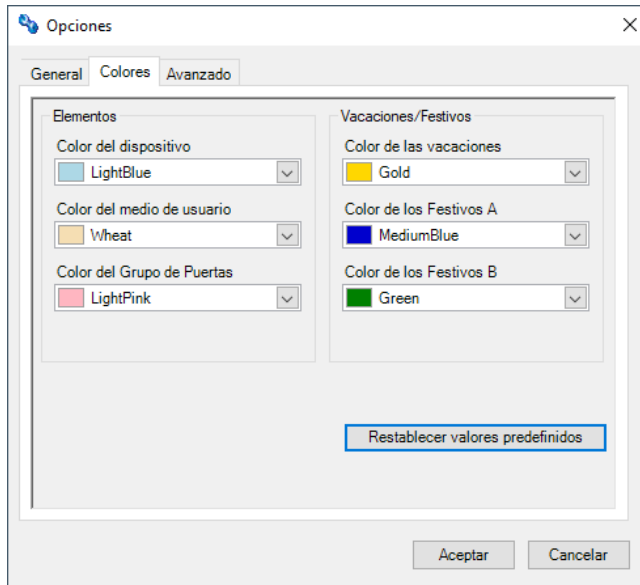 Opciones
General
Colores
Avanzado
Elementos
Color del dispositivo
LightBlue
Color del medio de usuario
Wheat
Color del Grupo de Puertas
LightPink
Vacaciones/Festivos
Color de las vacaciones
Gold
Color de los Festivos A
MediumBlue
Color de los Festivos B
Green
Restablecer valores predefinidos
Aceptar
Cancelar